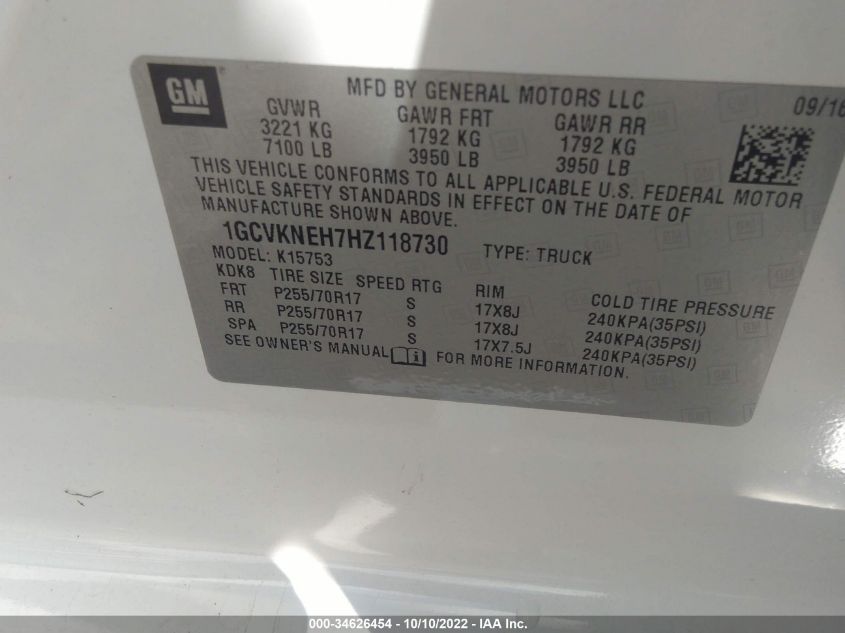 GM
MFD BY GENERAL MOTORS LLC
09/16
GVWR GAWR FRT GAWR RR
3221 KG 1792 KG 1792 KG
7100 LB 3950 LB 3950 LB
THIS VEHICLE CONFORMS TO ALL APPLICABLE U.S. FEDERAL MOTOR
VEHICLE SAFETY STANDARDS IN EFFECT ON THE DATE OF
MANUFACTURE SHOWN ABOVE.
1GCVKNEH7HZ118730 TYPE: TRUCK
MODEL: K15753
KDK8 TIRE SIZE SPEED RTG RIM COLD TIRE PRESSURE
FRT P255/70R17 S 17X8J 240KPA(35PSI)
RR P255/70R17 S 17X8J 240KPA(35PSI)
SPA P255/70R17 S 17X7.5J 240KPA(35PSI)
SEE OWNER'S MANUAL i FOR MORE INFORMATION.
000-34626454 - 10/10/2022 - IAA Inc.